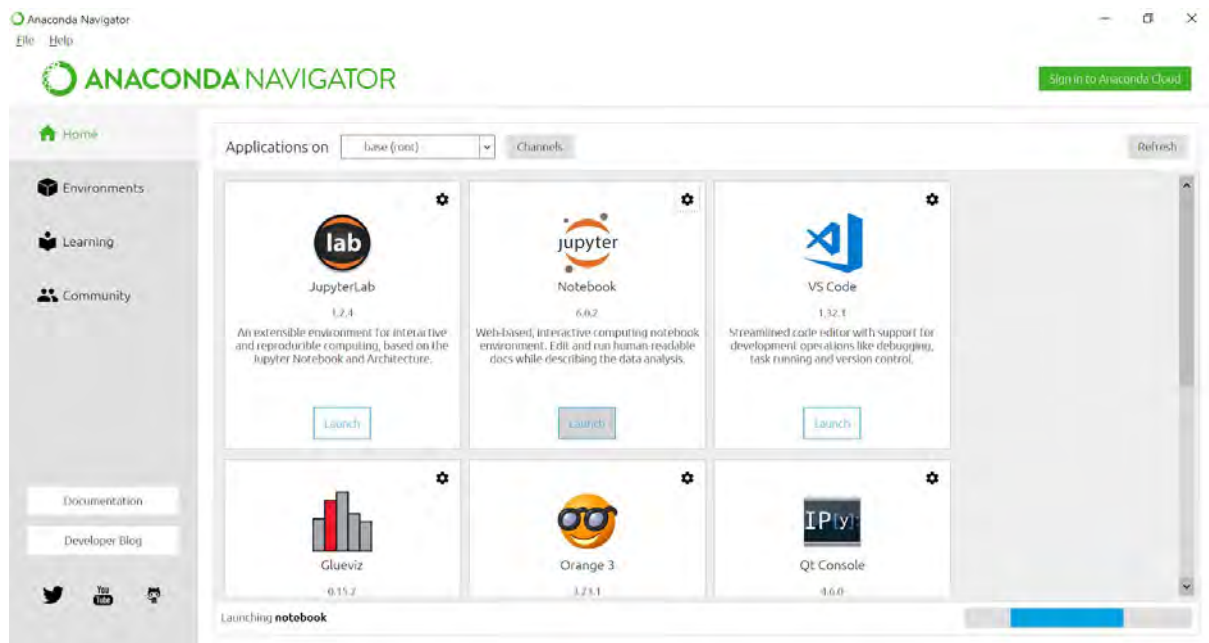 Anaconda Navigator
File Help
ANACONDA NAVIGATOR
Sign in to Anaconda Cloud
Home
Environments
Learning
Community
Documentation
Developer Blog
You
Tube
Applications on base (root) Channels Refresh
lab
JupyterLab
1.2.4
An extensible environment for interactive
and reproducible computing, based on the
Jupyter Notebook and Architecture.
Launch
jupyter
Notebook
6.0.2
Web-based, interactive computing notebook
environment. Edit and run human-readable
docs while describing the data analysis.
Launch
VS Code
1.32.1
Streamlined code editor with support for
development operations like debugging,
task running and version control.
Launch
Glueviz
0.15.2
Orange 3
3.23.1
IP[y]:
Qt Console
4.6.0
Launching notebook